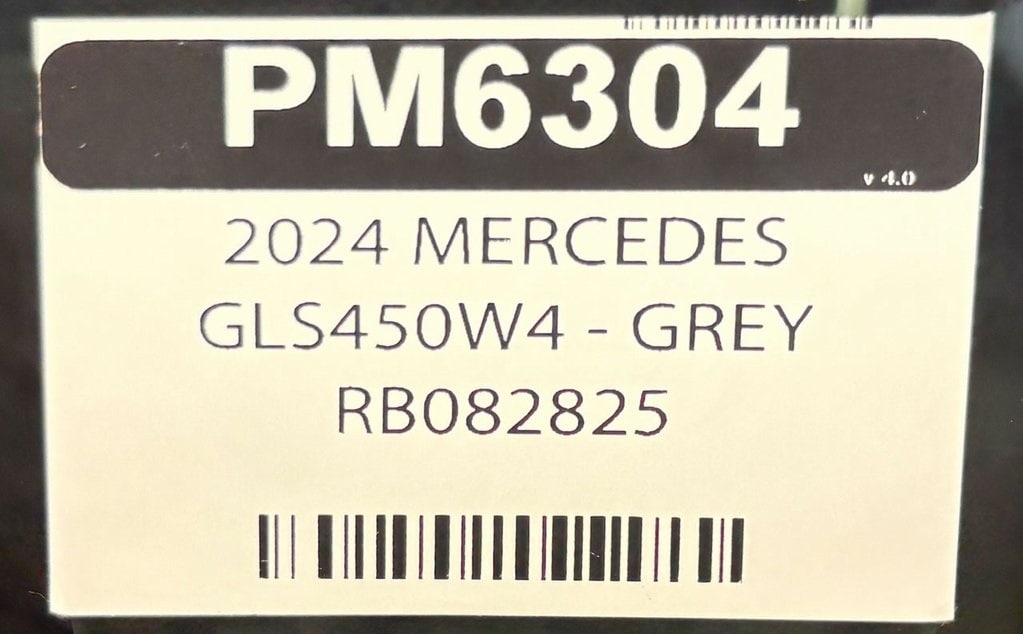 PM6304
v 4.0
2024 MERCEDES
GLS450W4 - GREY
RB082825